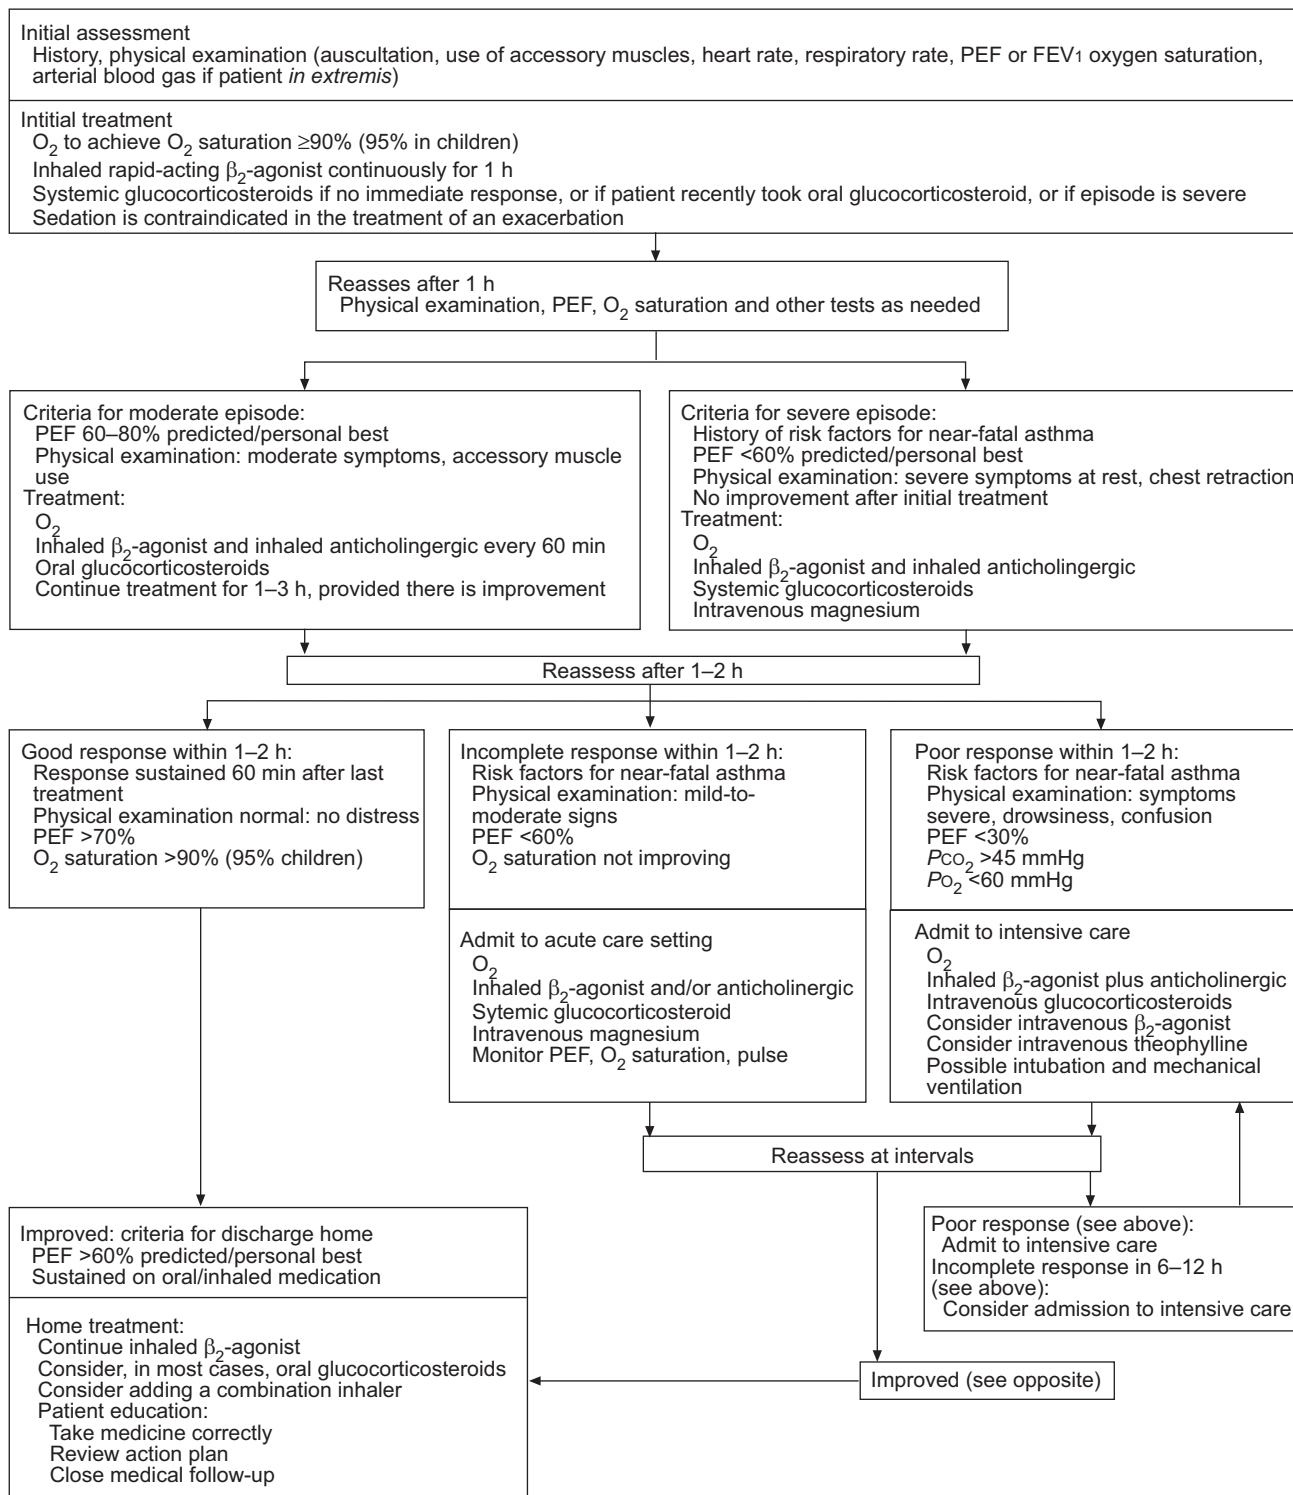 Initial assessment
History, physical examination (auscultation, use of accessory muscles, heart rate, respiratory rate, PEF or FEV1 oxygen saturation,
arterial blood gas if patient in extremis)
Intitial treatment
O2 to achieve O2 saturation ≥90% (95% in children)
Inhaled rapid-acting β2-agonist continuously for 1 h
Systemic glucocorticosteroids if no immediate response, or if patient recently took oral glucocorticosteroid, or if episode is severe
Sedation is contraindicated in the treatment of an exacerbation
Reasses after 1 h
Physical examination, PEF, O2 saturation and other tests as needed
Criteria for moderate episode:
PEF 60–80% predicted/personal best
Physical examination: moderate symptoms, accessory muscle
use
Treatment:
O2
Inhaled β2-agonist and inhaled anticholingergic every 60 min
Oral glucocorticosteroids
Continue treatment for 1–3 h, provided there is improvement
Criteria for severe episode:
History of risk factors for near-fatal asthma
PEF <60% predicted/personal best
Physical examination: severe symptoms at rest, chest retraction
No improvement after initial treatment
Treatment:
O2
Inhaled β2-agonist and inhaled anticholingergic
Systemic glucocorticosteroids
Intravenous magnesium
Reassess after 1–2 h
Good response within 1–2 h:
Response sustained 60 min after last
treatment
Physical examination normal: no distress
PEF >70%
O2 saturation >90% (95% children)
Incomplete response within 1–2 h:
Risk factors for near-fatal asthma
Physical examination: mild-to-
moderate signs
PEF <60%
O2 saturation not improving
Poor response within 1–2 h:
Risk factors for near-fatal asthma
Physical examination: symptoms
severe, drowsiness, confusion
PEF <30%
PCO2 >45 mmHg
PO2 <60 mmHg
Admit to acute care setting
O2
Inhaled β2-agonist and/or anticholinergic
Sytemic glucocorticosteroid
Intravenous magnesium
Monitor PEF, O2 saturation, pulse
Admit to intensive care
O2
Inhaled β2-agonist plus anticholinergic
Intravenous glucocorticosteroids
Consider intravenous β2-agonist
Consider intravenous theophylline
Possible intubation and mechanical
ventilation
Reassess at intervals
Improved: criteria for discharge home
PEF >60% predicted/personal best
Sustained on oral/inhaled medication
Poor response (see above):
Admit to intensive care
Incomplete response in 6–12 h
(see above):
Consider admission to intensive care
Home treatment:
Continue inhaled β2-agonist
Consider, in most cases, oral glucocorticosteroids
Consider adding a combination inhaler
Patient education:
Take medicine correctly
Review action plan
Close medical follow-up
Improved (see opposite)